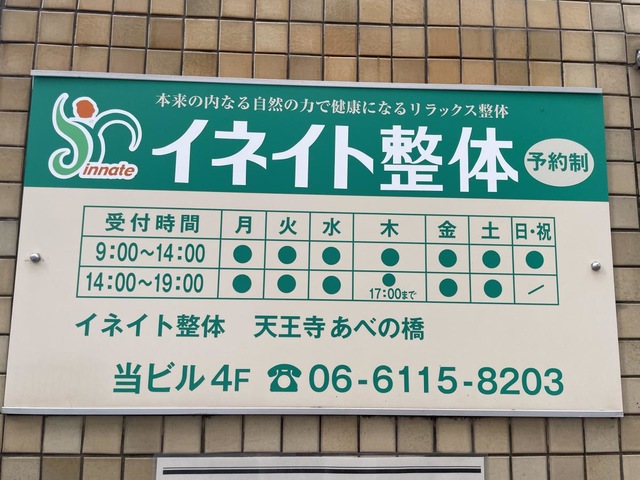 本来の内なる自然の力で健康になるリラックス整体
innate
イネイト整体 予約制
受付時間 月 火 水 木 金 土 日・祝
9:00〜14:00 ● ● ● ● ● ● ●
14:00〜19:00 ● ● ● ● 17:00まで ● ● /
イネイト整体 天王寺あべの橋
当ビル4F ☎06-6115-8203